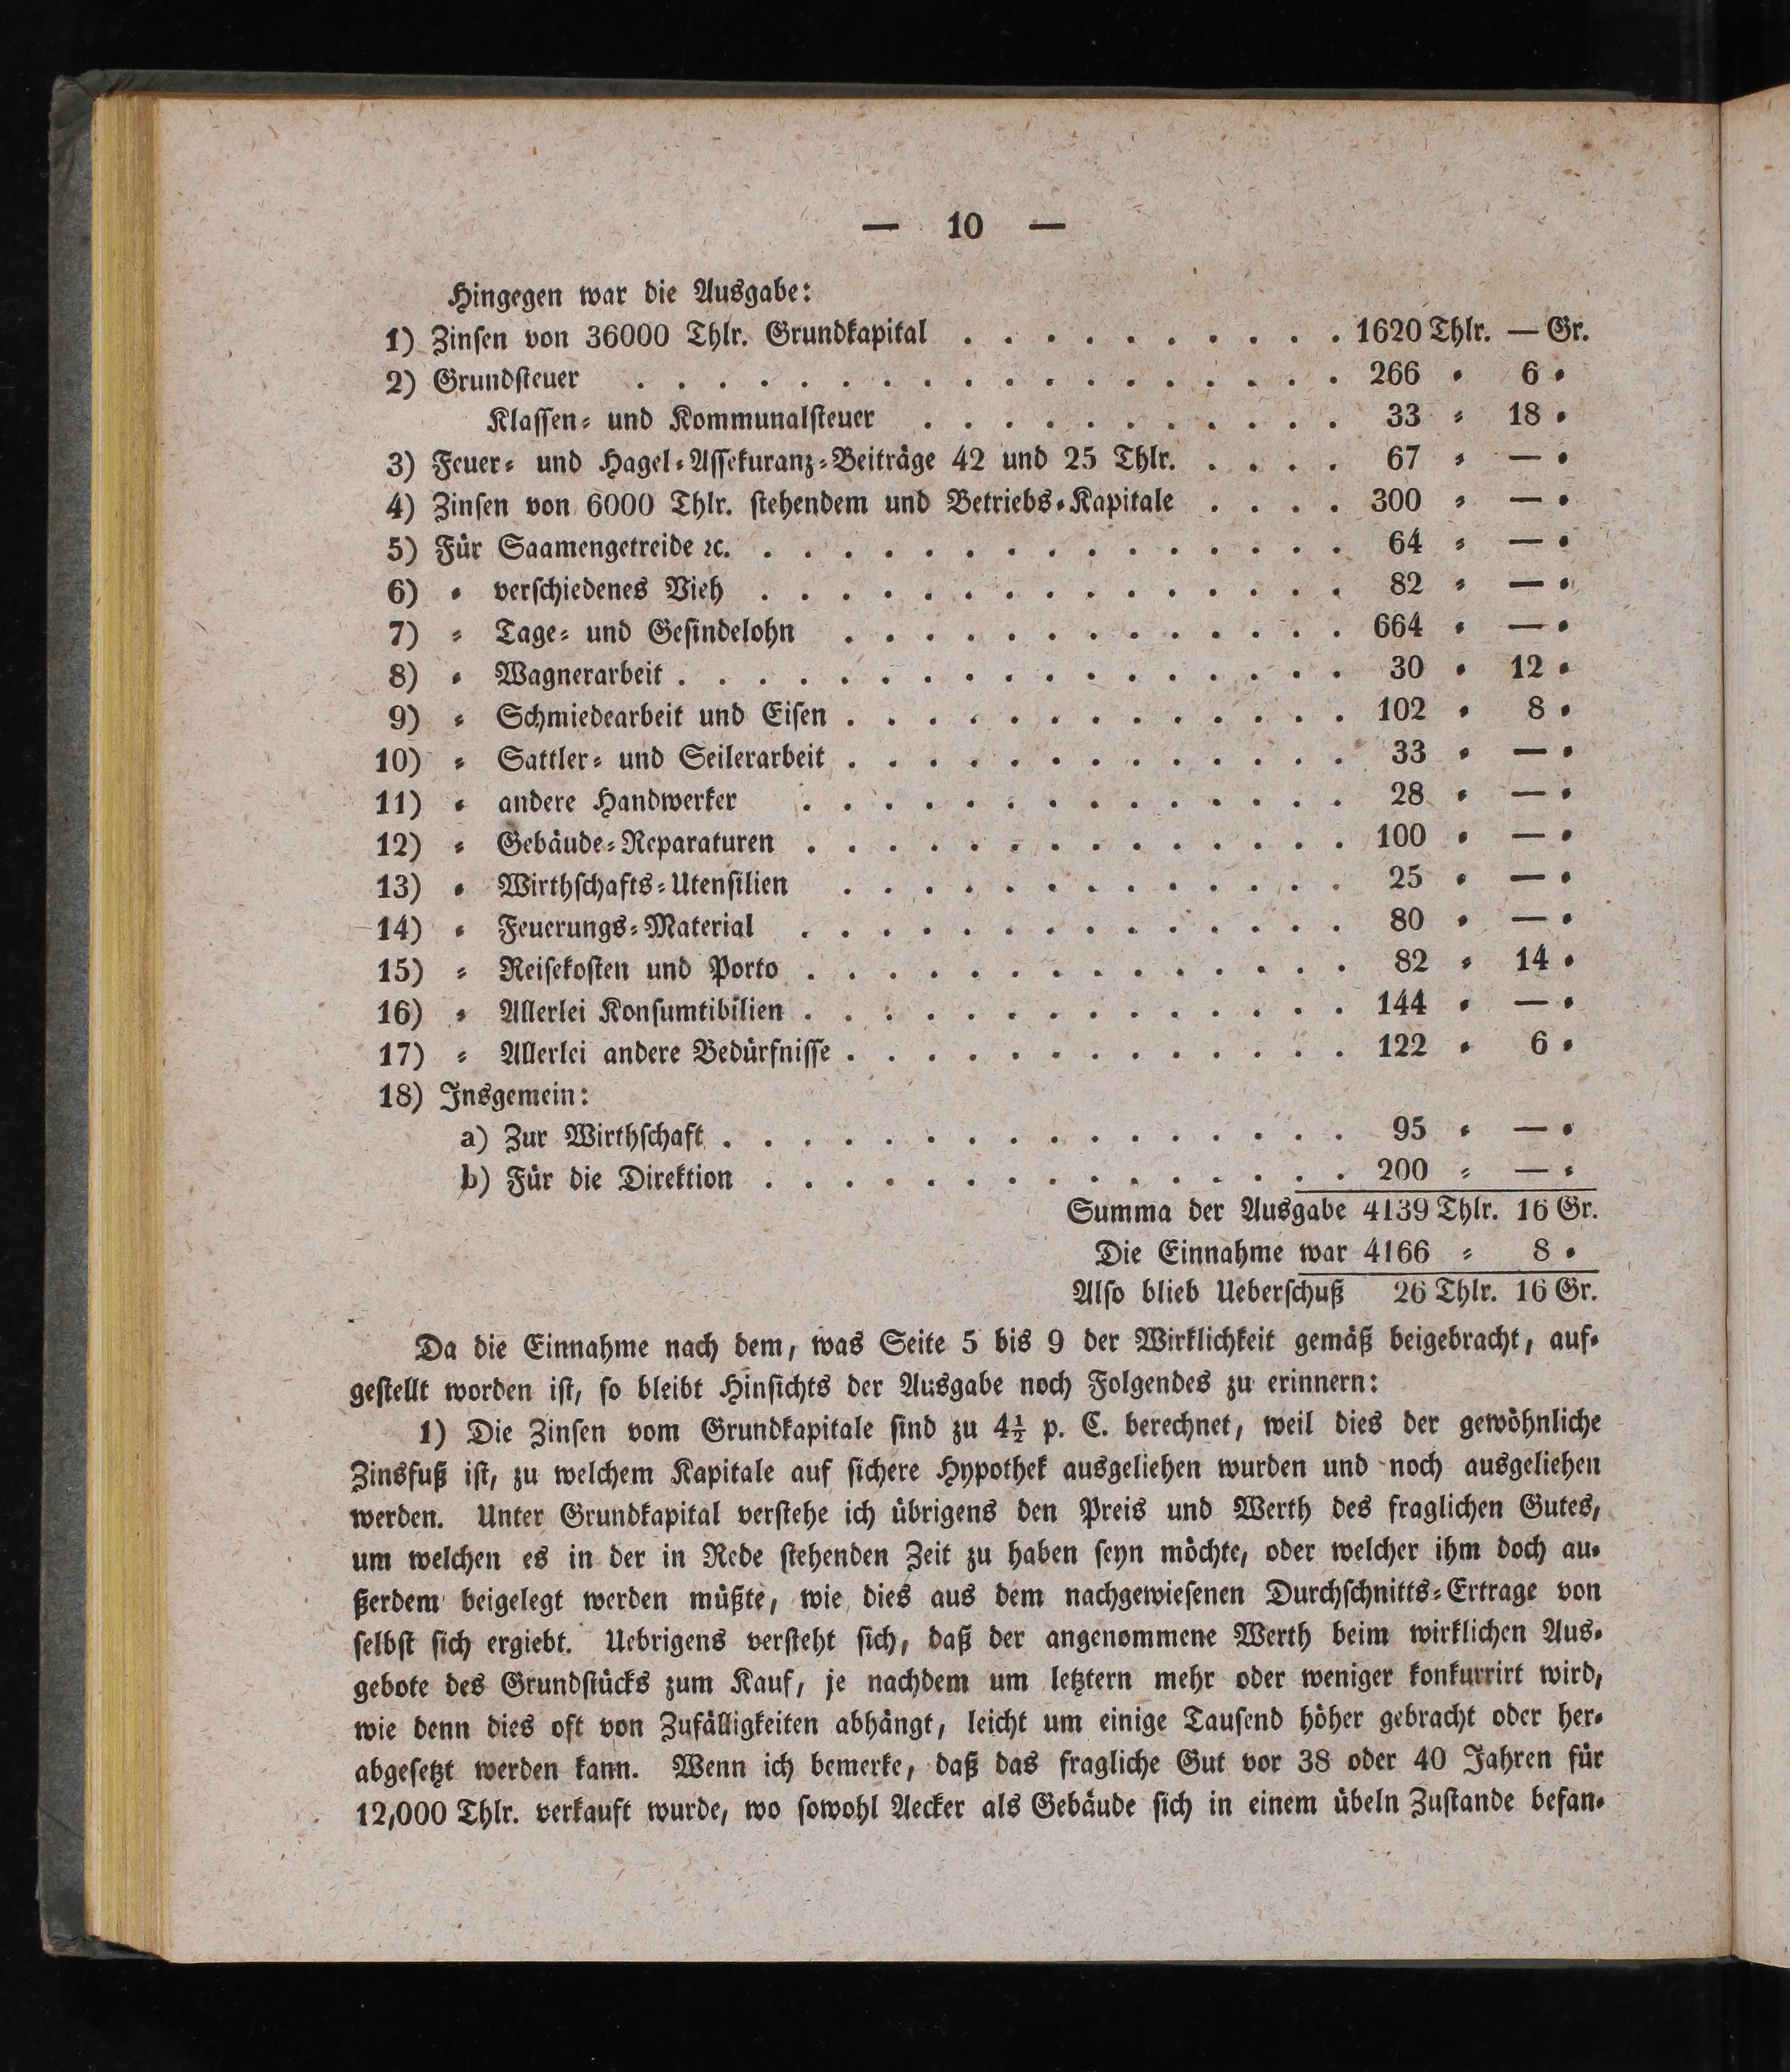 — 10 —
Hingegen war die Ausgabe:
1) Zinsen von 36000 Thlr. Grundkapital . . . . . . . . . . 1620 Thlr. — Gr.
2) Grundsteuer . . . . . . . . . . . . . . . . . . 266 = 6 =
Klassen= und Kommunalsteuer . . . . . . . . . . . 33 = 18 =
3) Feuer= und Hagel=Assekuranz=Beiträge 42 und 25 Thlr. . . . . 67 = — =
4) Zinsen von 6000 Thlr. stehendem und Betriebs=Kapitale . . . . 300 = — =
5) Für Saamengetreide ꝛc. . . . . . . . . . . . . . . . 64 = — =
6) = verschiedenes Vieh . . . . . . . . . . . . . . . 82 = — =
7) = Tage= und Gesindelohn . . . . . . . . . . . . . 664 = — =
8) = Wagnerarbeit . . . . . . . . . . . . . . . . . 30 = 12 =
9) = Schmiedearbeit und Eisen . . . . . . . . . . . . . 102 = 8 =
10) = Sattler= und Seilerarbeit . . . . . . . . . . . . . 33 = — =
11) = andere Handwerker . . . . . . . . . . . . . . 28 = — =
12) = Gebäude=Reparaturen . . . . . . . . . . . . . . 100 = — =
13) = Wirthschafts=Utensilien . . . . . . . . . . . . . 25 = — =
14) = Feuerungs=Material . . . . . . . . . . . . . . 80 = — =
15) = Reisekosten und Porto . . . . . . . . . . . . . . 82 = 14 =
16) = Allerlei Konsumtibilien . . . . . . . . . . . . . . 144 = — =
17) = Allerlei andere Bedürfnisse . . . . . . . . . . . . . 122 = 6 =
18) Insgemein:
a) Zur Wirthschaft . . . . . . . . . . . . . . . . 95 = — =
b) Für die Direktion . . . . . . . . . . . . . . . 200 = — =
Summa der Ausgabe 4139 Thlr. 16 Gr.
Die Einnahme war 4166 = 8 =
Also blieb Ueberschuß 26 Thlr. 16 Gr.
Da die Einnahme nach dem, was Seite 5 bis 9 der Wirklichkeit gemäß beigebracht, auf=
gestellt worden ist, so bleibt Hinsichts der Ausgabe noch Folgendes zu erinnern:
1) Die Zinsen vom Grundkapitale sind zu 4½ p. C. berechnet, weil dies der gewöhnliche
Zinsfuß ist, zu welchem Kapitale auf sichere Hypothek ausgeliehen wurden und noch ausgeliehen
werden. Unter Grundkapital verstehe ich übrigens den Preis und Werth des fraglichen Gutes,
um welchen es in der in Rede stehenden Zeit zu haben seyn möchte, oder welcher ihm doch au=
ßerdem beigelegt werden müßte, wie dies aus dem nachgewiesenen Durchschnitts=Ertrage von
selbst sich ergiebt. Uebrigens versteht sich, daß der angenommene Werth beim wirklichen Aus=
gebote des Grundstücks zum Kauf, je nachdem um letztern mehr oder weniger konkurrirt wird,
wie denn dies oft von Zufälligkeiten abhängt, leicht um einige Tausend höher gebracht oder her=
abgesetzt werden kann. Wenn ich bemerke, daß das fragliche Gut vor 38 oder 40 Jahren für
12,000 Thlr. verkauft wurde, wo sowohl Aecker als Gebäude sich in einem übeln Zustande befan=